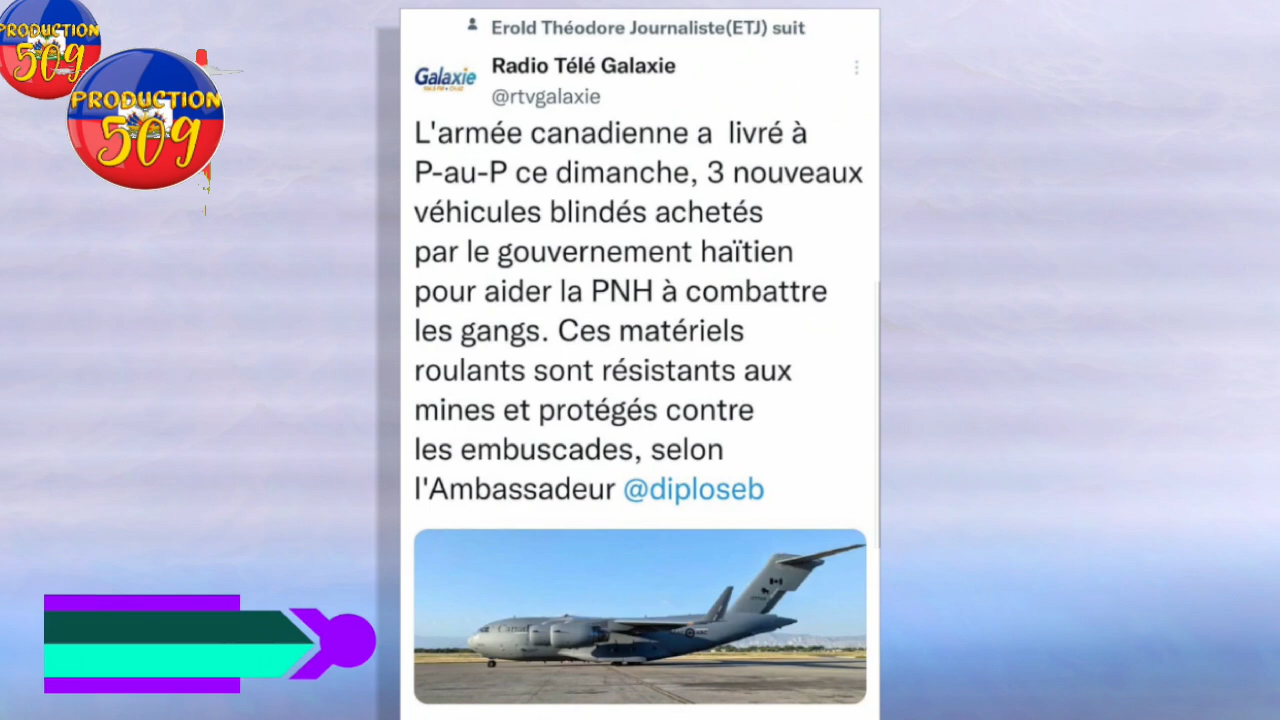 PRODUCTION
509
PRODUCTION
509
Erold Théodore Journaliste(ETJ) suit
Galaxie
Radio Télé Galaxie
@rtvgalaxie
L'armée canadienne a livré à
P-au-P ce dimanche, 3 nouveaux
véhicules blindés achetés
par le gouvernement haïtien
pour aider la PNH à combattre
les gangs. Ces matériels
roulants sont résistants aux
mines et protégés contre
les embuscades, selon
l'Ambassadeur @diploseb